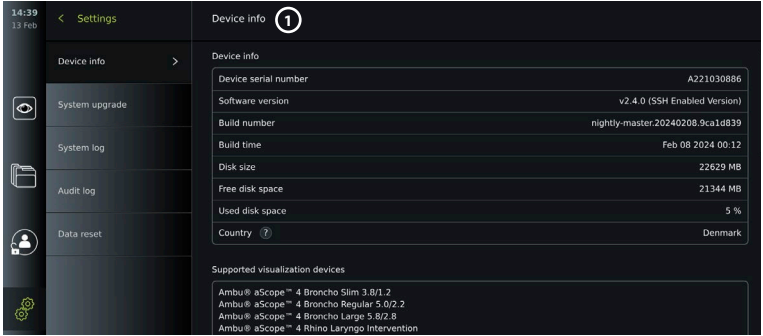 14:39
13 Feb
Settings
Device info
1
Device info
System upgrade
System log
Audit log
Data reset
Device info
Device serial number A221030886
Software version v2.4.0 (SSH Enabled Version)
Build number nightly-master.20240208.9ca1d839
Build time Feb 08 2024 00:12
Disk size 22629 MB
Free disk space 21344 MB
Used disk space 5 %
Country ? Denmark
Supported visualization devices
Ambu® aScope™ 4 Broncho Slim 3.8/1.2
Ambu® aScope™ 4 Broncho Regular 5.0/2.2
Ambu® aScope™ 4 Broncho Large 5.8/2.8
Ambu® aScope™ 4 Rhino Laryngo Intervention